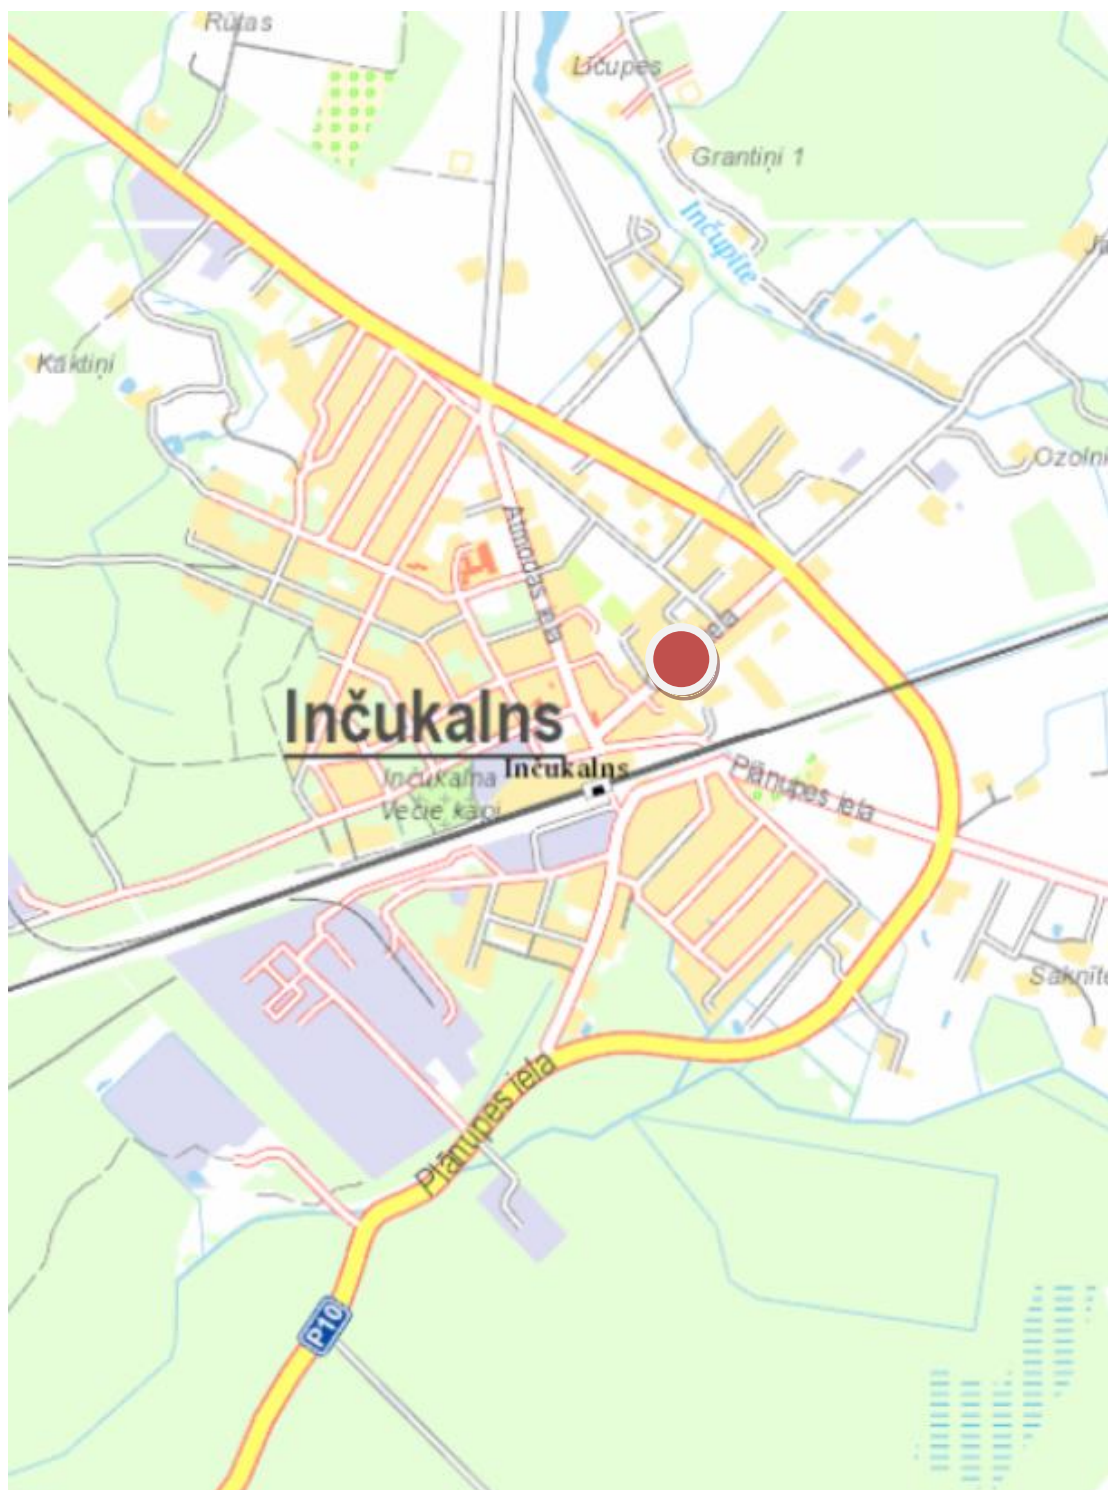 Rūtas
Līčupes
Grantiņi 1
Inčupīte
Kaktiņi
Ozolni
Atmodas iela
Inčukalns
Inčukalns
Inčukalna
Vecie kapi
Plānupes iela
Saknīte
Plānupes iela
P10